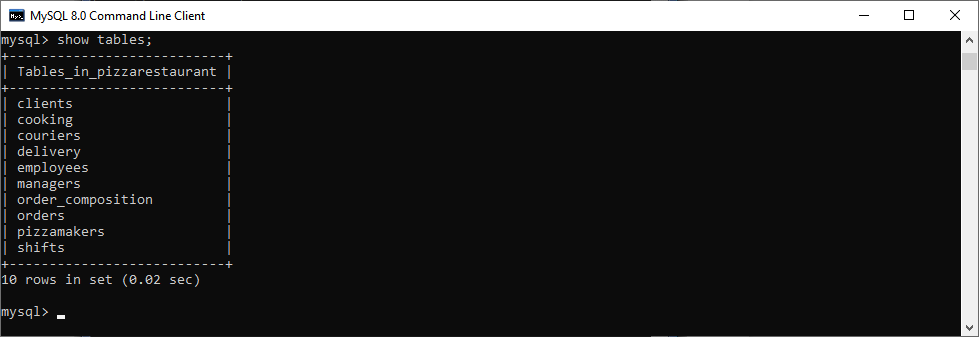 MySQL 8.0 Command Line Client
mysql> show tables;
+---------------------------+
| Tables_in_pizzarestaurant |
+---------------------------+
| clients                   |
| cooking                   |
| couriers                  |
| delivery                  |
| employees                 |
| managers                  |
| order_composition         |
| orders                    |
| pizzamakers               |
| shifts                    |
+---------------------------+
10 rows in set (0.02 sec)
mysql>